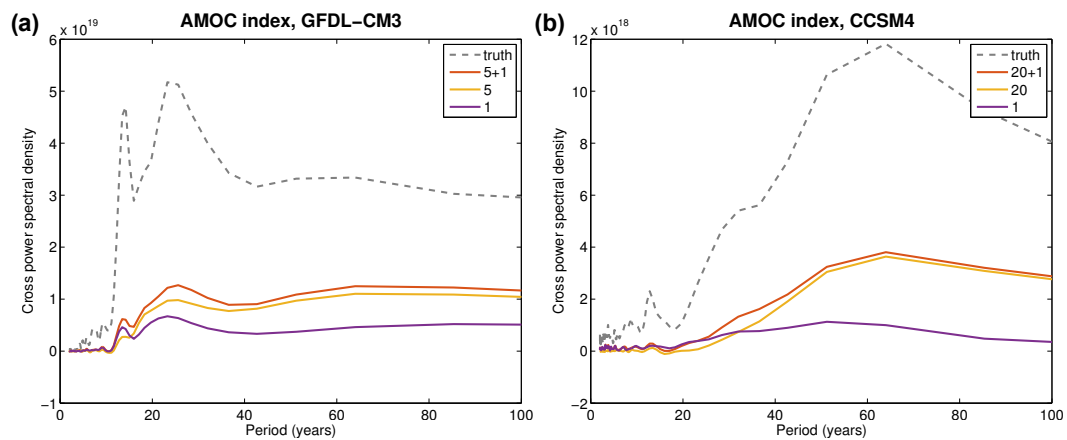 (a)
AMOC index, GFDL−CM3
x 10^19
6
5
4
3
2
1
0
−1
Cross power spectral density
0 20 40 60 80 100
Period (years)
truth
5+1
5
1
(b)
AMOC index, CCSM4
x 10^18
12
10
8
6
4
2
0
−2
Cross power spectral density
0 20 40 60 80 100
Period (years)
truth
20+1
20
1